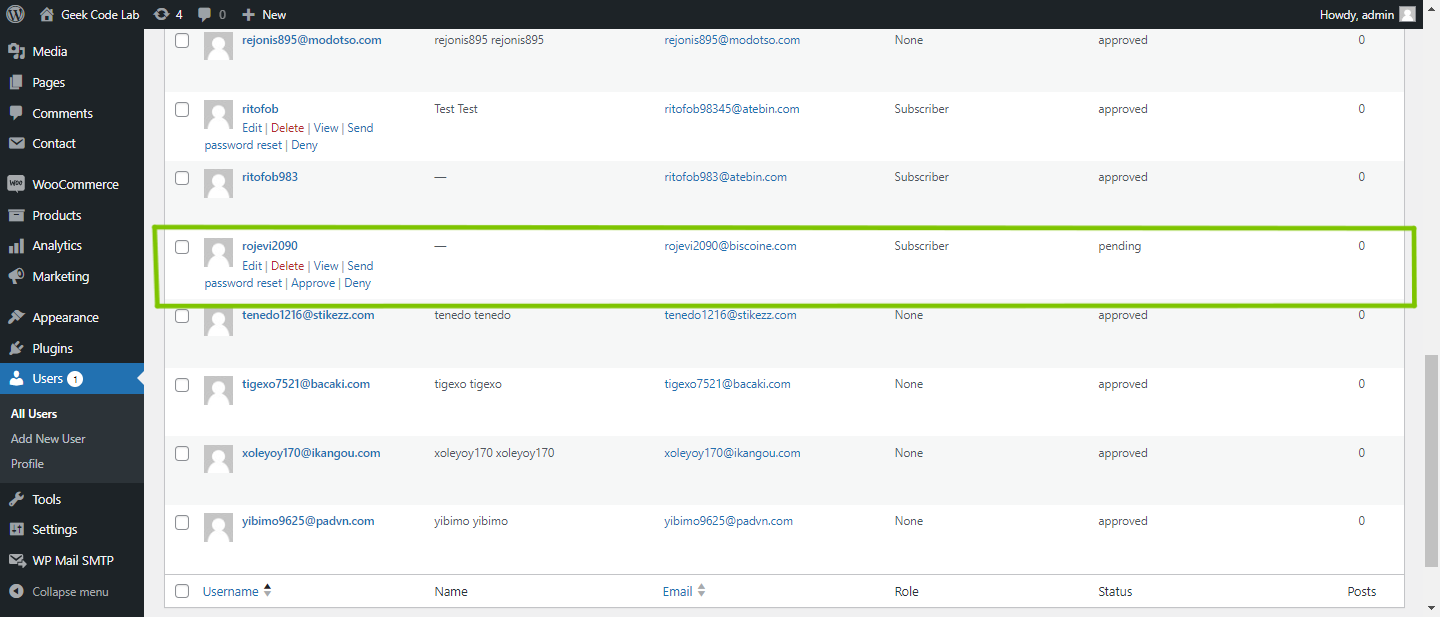 Geek Code Lab 4 0 New Howdy, admin
Media
Pages
Comments
Contact
WooCommerce
Products
Analytics
Marketing
Appearance
Plugins
Users 1
All Users
Add New User
Profile
Tools
Settings
WP Mail SMTP
Collapse menu
rejonis895@modotso.com rejonis895 rejonis895 rejonis895@modotso.com None approved 0
ritofob Test Test ritofob98345@atebin.com Subscriber approved 0
Edit | Delete | View | Send
password reset | Deny
ritofob983 — ritofob983@atebin.com Subscriber approved 0
rojevi2090 — rojevi2090@biscoine.com Subscriber pending 0
Edit | Delete | View | Send
password reset | Approve | Deny
tenedo1216@stikezz.com tenedo tenedo tenedo1216@stikezz.com None approved 0
tigexo7521@bacaki.com tigexo tigexo tigexo7521@bacaki.com None approved 0
xoleyoy170@ikangou.com xoleyoy170 xoleyoy170 xoleyoy170@ikangou.com None approved 0
yibimo9625@padvn.com yibimo yibimo yibimo9625@padvn.com None approved 0
Username Name Email Role Status Posts